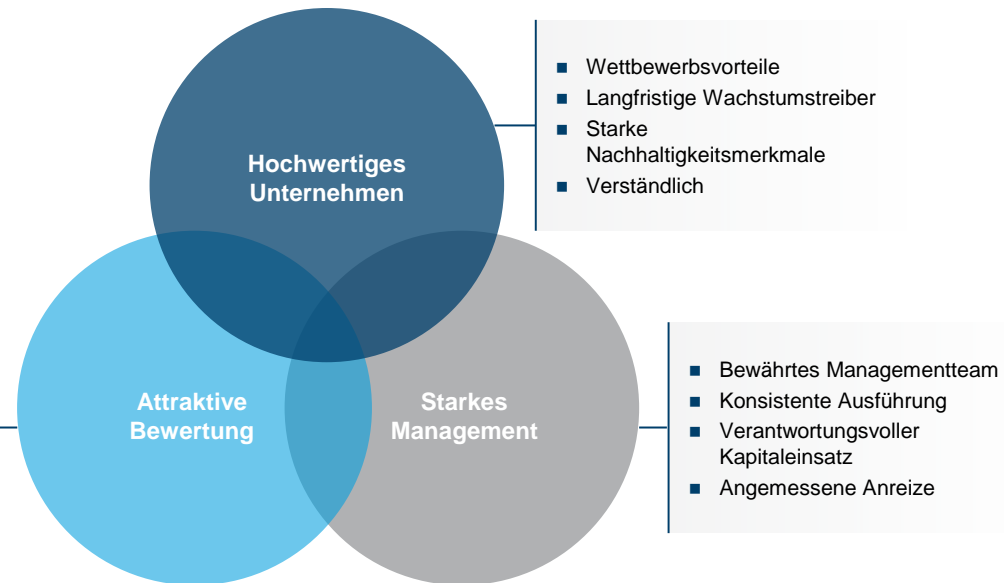 ■ Wettbewerbsvorteile
■ Langfristige Wachstumstreiber
■ Starke
Nachhaltigkeitsmerkmale
■ Verständlich
Hochwertiges
Unternehmen
Attraktive
Bewertung
Starkes
Management
■ Bewährtes Managementteam
■ Konsistente Ausführung
■ Verantwortungsvoller
Kapitaleinsatz
■ Angemessene Anreize